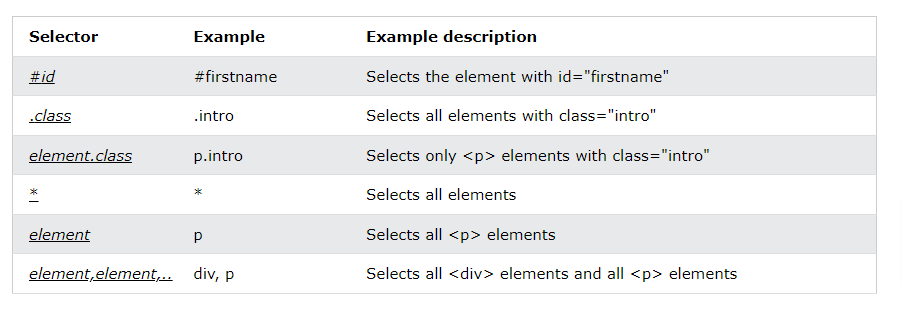 Selector Example Example description
#id #firstname Selects the element with id="firstname"
.class .intro Selects all elements with class="intro"
element.class p.intro Selects only <p> elements with class="intro"
* * Selects all elements
element p Selects all <p> elements
element,element,.. div, p Selects all <div> elements and all <p> elements